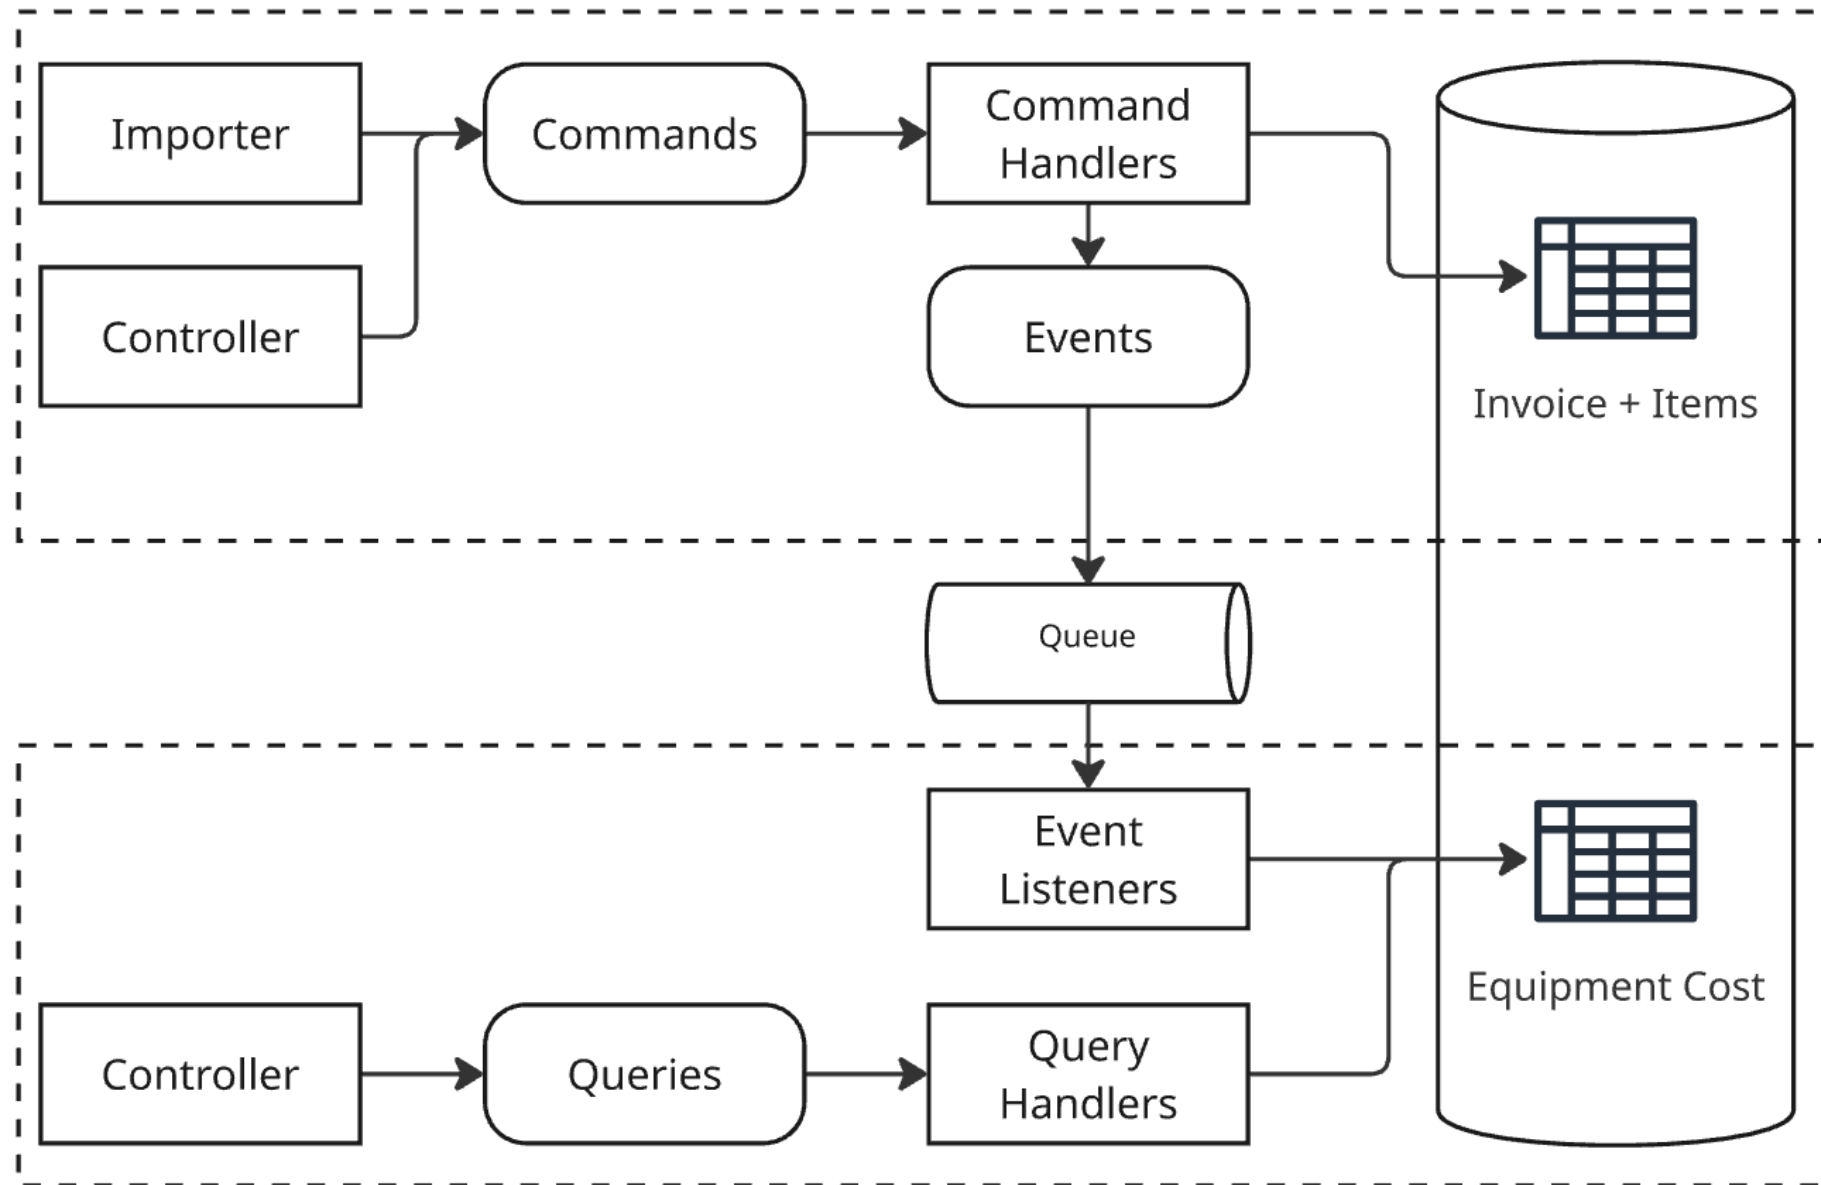 Importer
Commands
Command
Handlers
Controller
Events
Invoice + Items
Queue
Event
Listeners
Equipment Cost
Controller
Queries
Query
Handlers